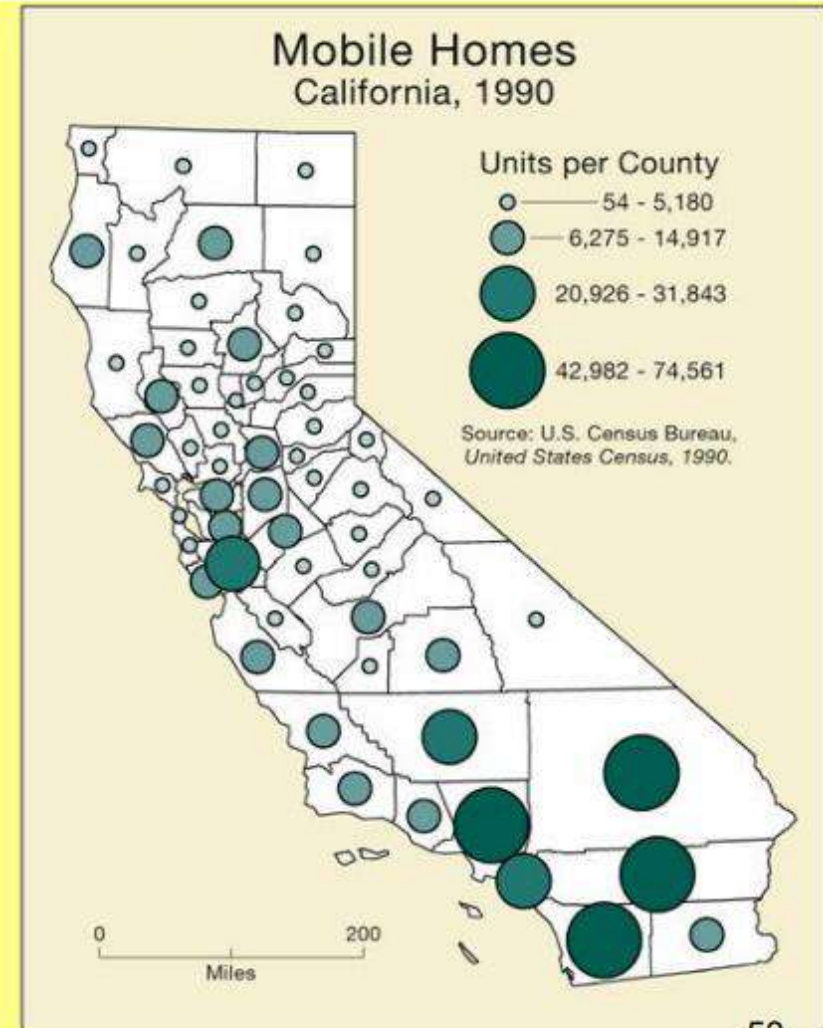 Mobile Homes
California, 1990
Units per County
54 - 5,180
6,275 - 14,917
20,926 - 31,843
42,982 - 74,561
Source: U.S. Census Bureau,
United States Census, 1990.
0 200
Miles